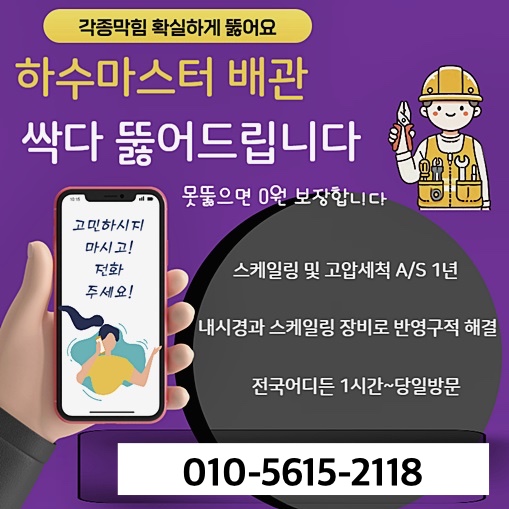 각종막힘 확실하게 뚫어요
하수마스터 배관
싹다 뚫어드립니다
못뚫으면 0원 보장합니다
10:15
고민하시지
마시고!
전화
주세요!
스케일링 및 고압세척 A/S 1년
내시경과 스케일링 장비로 반영구적 해결
전국어디든 1시간~당일방문
010-5615-2118